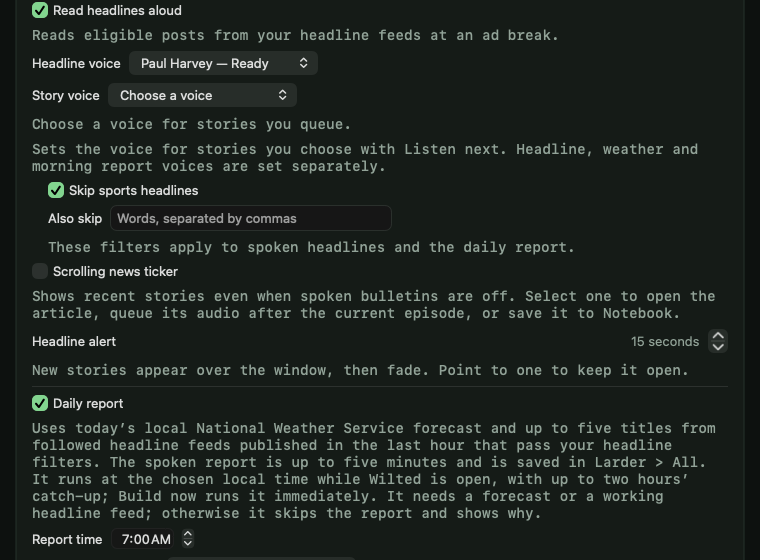 Read headlines aloud
Reads eligible posts from your headline feeds at an ad break.
Headline voice Paul Harvey — Ready
Story voice Choose a voice
Choose a voice for stories you queue.
Sets the voice for stories you choose with Listen next. Headline, weather and
morning report voices are set separately.
Skip sports headlines
Also skip Words, separated by commas
These filters apply to spoken headlines and the daily report.
Scrolling news ticker
Shows recent stories even when spoken bulletins are off. Select one to open the
article, queue its audio after the current episode, or save it to Notebook.
Headline alert 15 seconds
New stories appear over the window, then fade. Point to one to keep it open.
Daily report
Uses today’s local National Weather Service forecast and up to five titles from
followed headline feeds published in the last hour that pass your headline
filters. The spoken report is up to five minutes and is saved in Larder > All.
It runs at the chosen local time while Wilted is open, with up to two hours’
catch-up; Build now runs it immediately. It needs a forecast or a working
headline feed; otherwise it skips the report and shows why.
Report time 7:00 AM